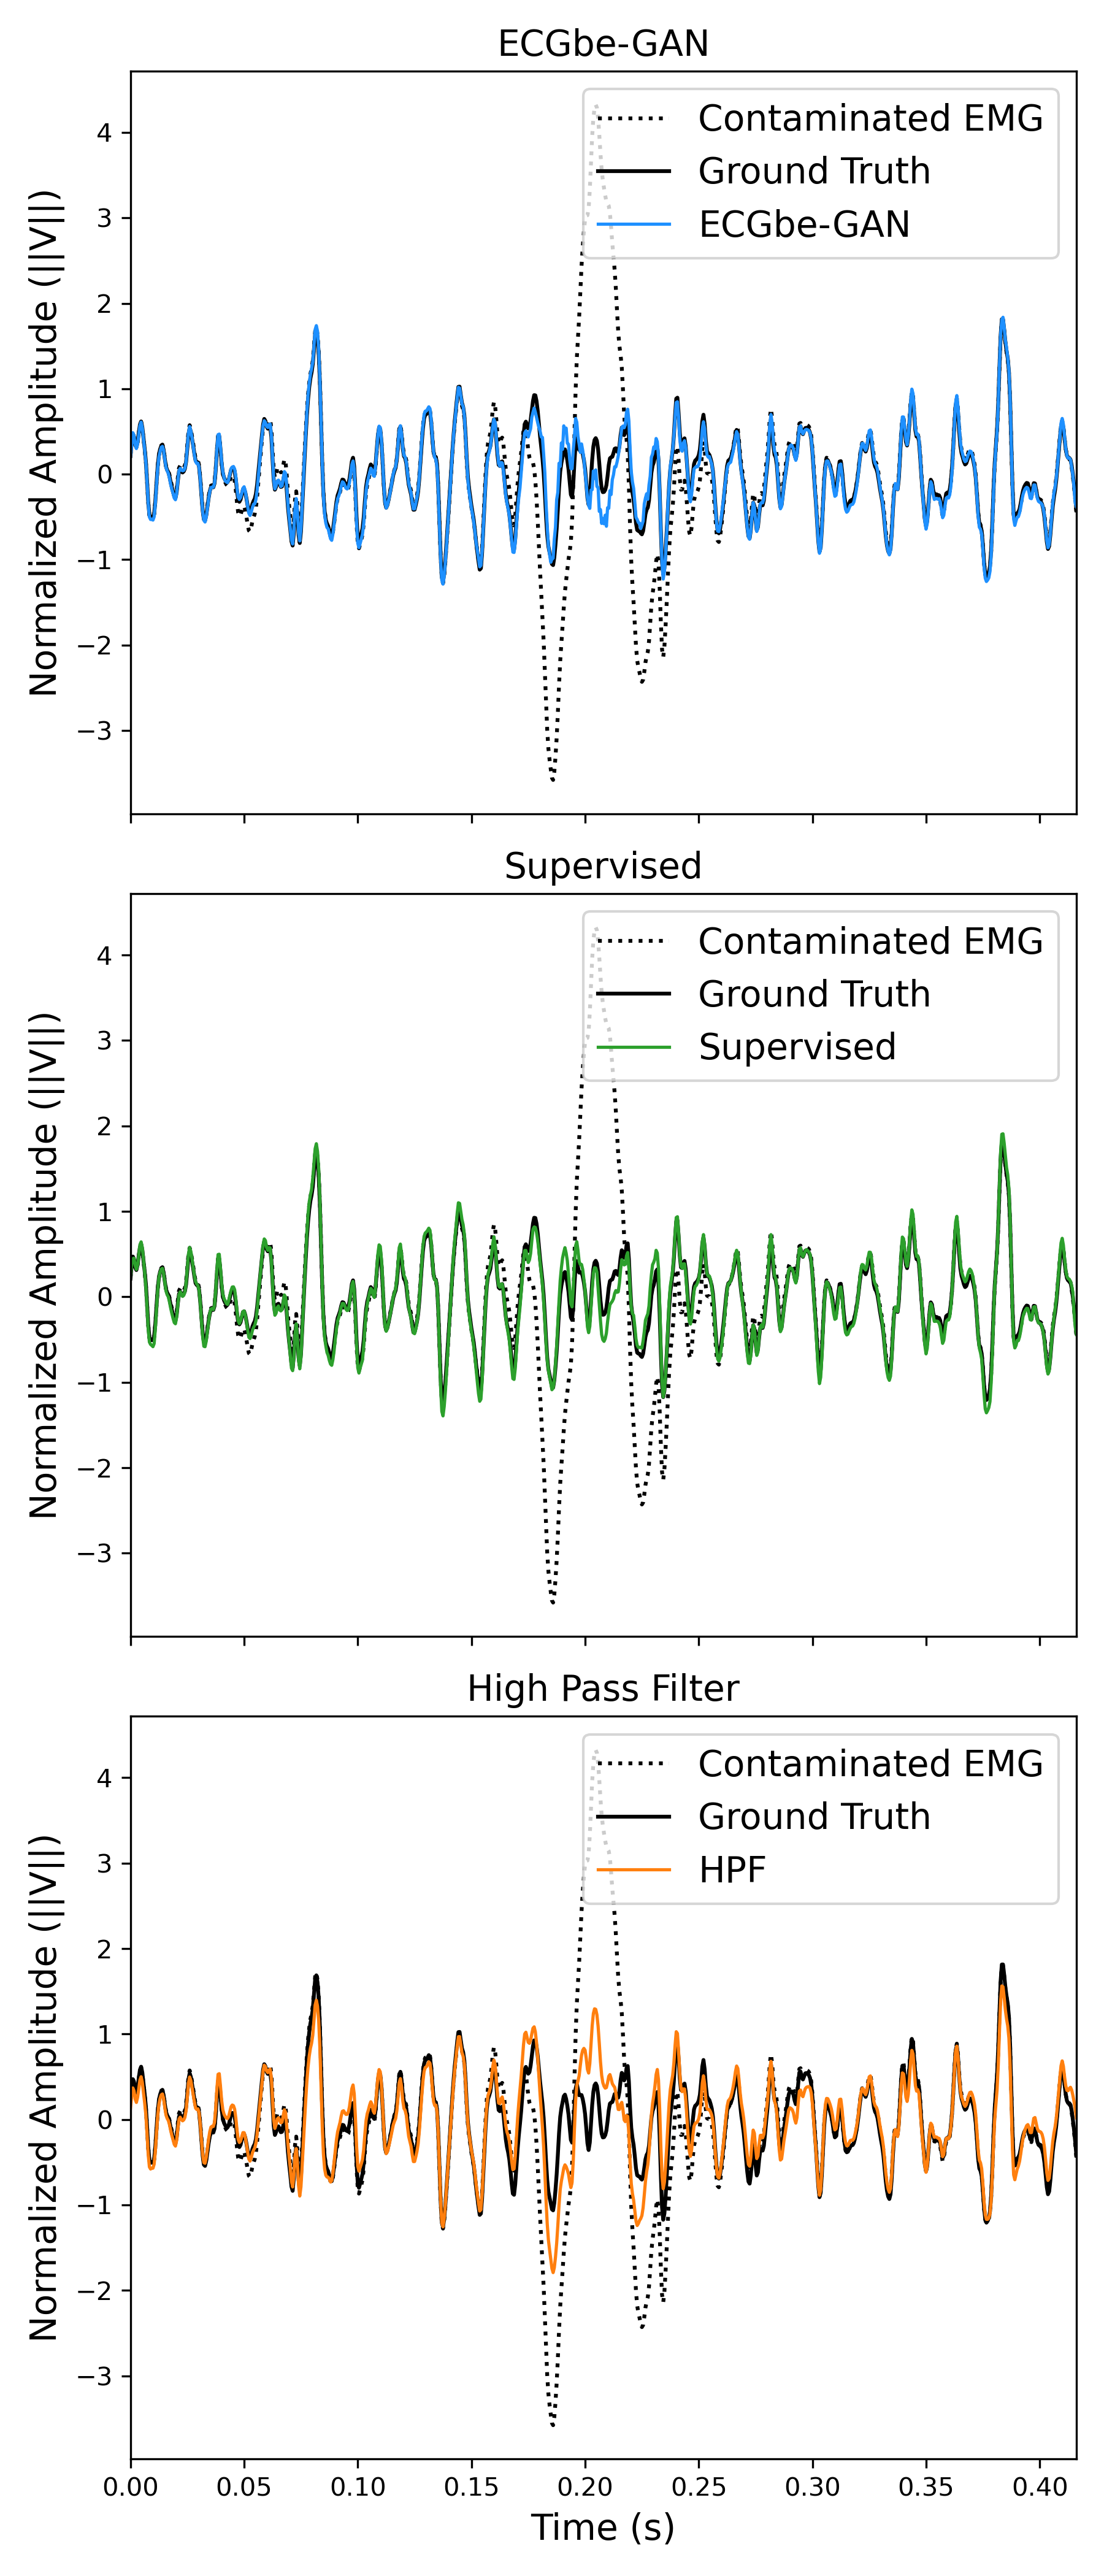 ECGbe-GAN
Contaminated EMG
Ground Truth
ECGbe-GAN
Normalized Amplitude (||V||)
4
3
2
1
0
−1
−2
−3
Supervised
Contaminated EMG
Ground Truth
Supervised
Normalized Amplitude (||V||)
4
3
2
1
0
−1
−2
−3
High Pass Filter
Contaminated EMG
Ground Truth
HPF
Normalized Amplitude (||V||)
4
3
2
1
0
−1
−2
−3
0.00 0.05 0.10 0.15 0.20 0.25 0.30 0.35 0.40
Time (s)